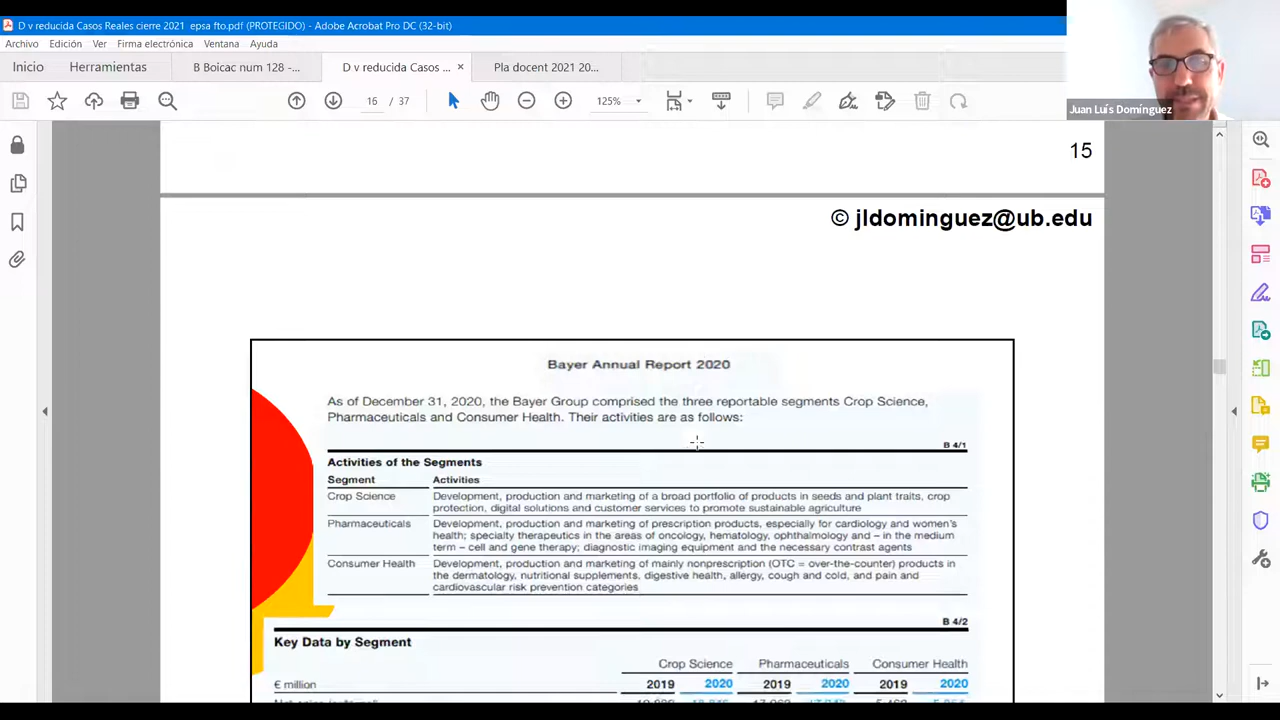 D v reducida Casos Reales cierre 2021 epsa fto.pdf (PROTEGIDO) - Adobe Acrobat Pro DC (32-bit)
Archivo Edición Ver Firma electrónica Ventana Ayuda
Inicio Herramientas B Boicac num 128 -... D v reducida Casos ... × Pla docent 2021 20...
16 / 37 125%
Juan Luís Domínguez
15
© jldominguez@ub.edu
Bayer Annual Report 2020
As of December 31, 2020, the Bayer Group comprised the three reportable segments Crop Science,
Pharmaceuticals and Consumer Health. Their activities are as follows:
B 4/1
Activities of the Segments
Segment Activities
Crop Science Development, production and marketing of a broad portfolio of products in seeds and plant traits, crop
protection, digital solutions and customer services to promote sustainable agriculture
Pharmaceuticals Development, production and marketing of prescription products, especially for cardiology and women's
health; specialty therapeutics in the areas of oncology, hematology, ophthalmology and – in the medium
term – cell and gene therapy; diagnostic imaging equipment and the necessary contrast agents
Consumer Health Development, production and marketing of mainly nonprescription (OTC = over-the-counter) products in
the dermatology, nutritional supplements, digestive health, allergy, cough and cold, and pain and
cardiovascular risk prevention categories
B 4/2
Key Data by Segment
Crop Science Pharmaceuticals Consumer Health
€ million 2019 2020 2019 2020 2019 2020